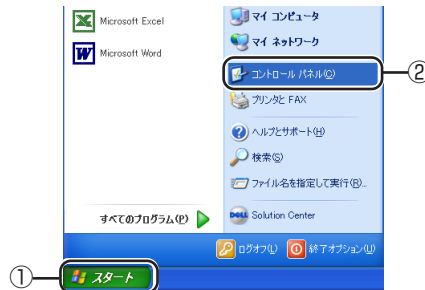 Microsoft Excel
Microsoft Word
すべてのプログラム(P)
マイ コンピュータ
マイ ネットワーク
コントロール パネル(C)
②
プリンタと FAX
ヘルプとサポート(H)
検索(S)
ファイル名を指定して実行(R)...
DELL Solution Center
ログオフ(L)
終了オプション(U)
①
スタート